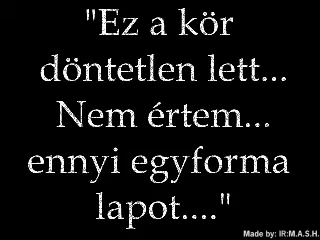 "Ez a kör
döntetlen lett...
Nem értem...
ennyi egyforma
lapot...."
Made by: IR:M.A.S.H.